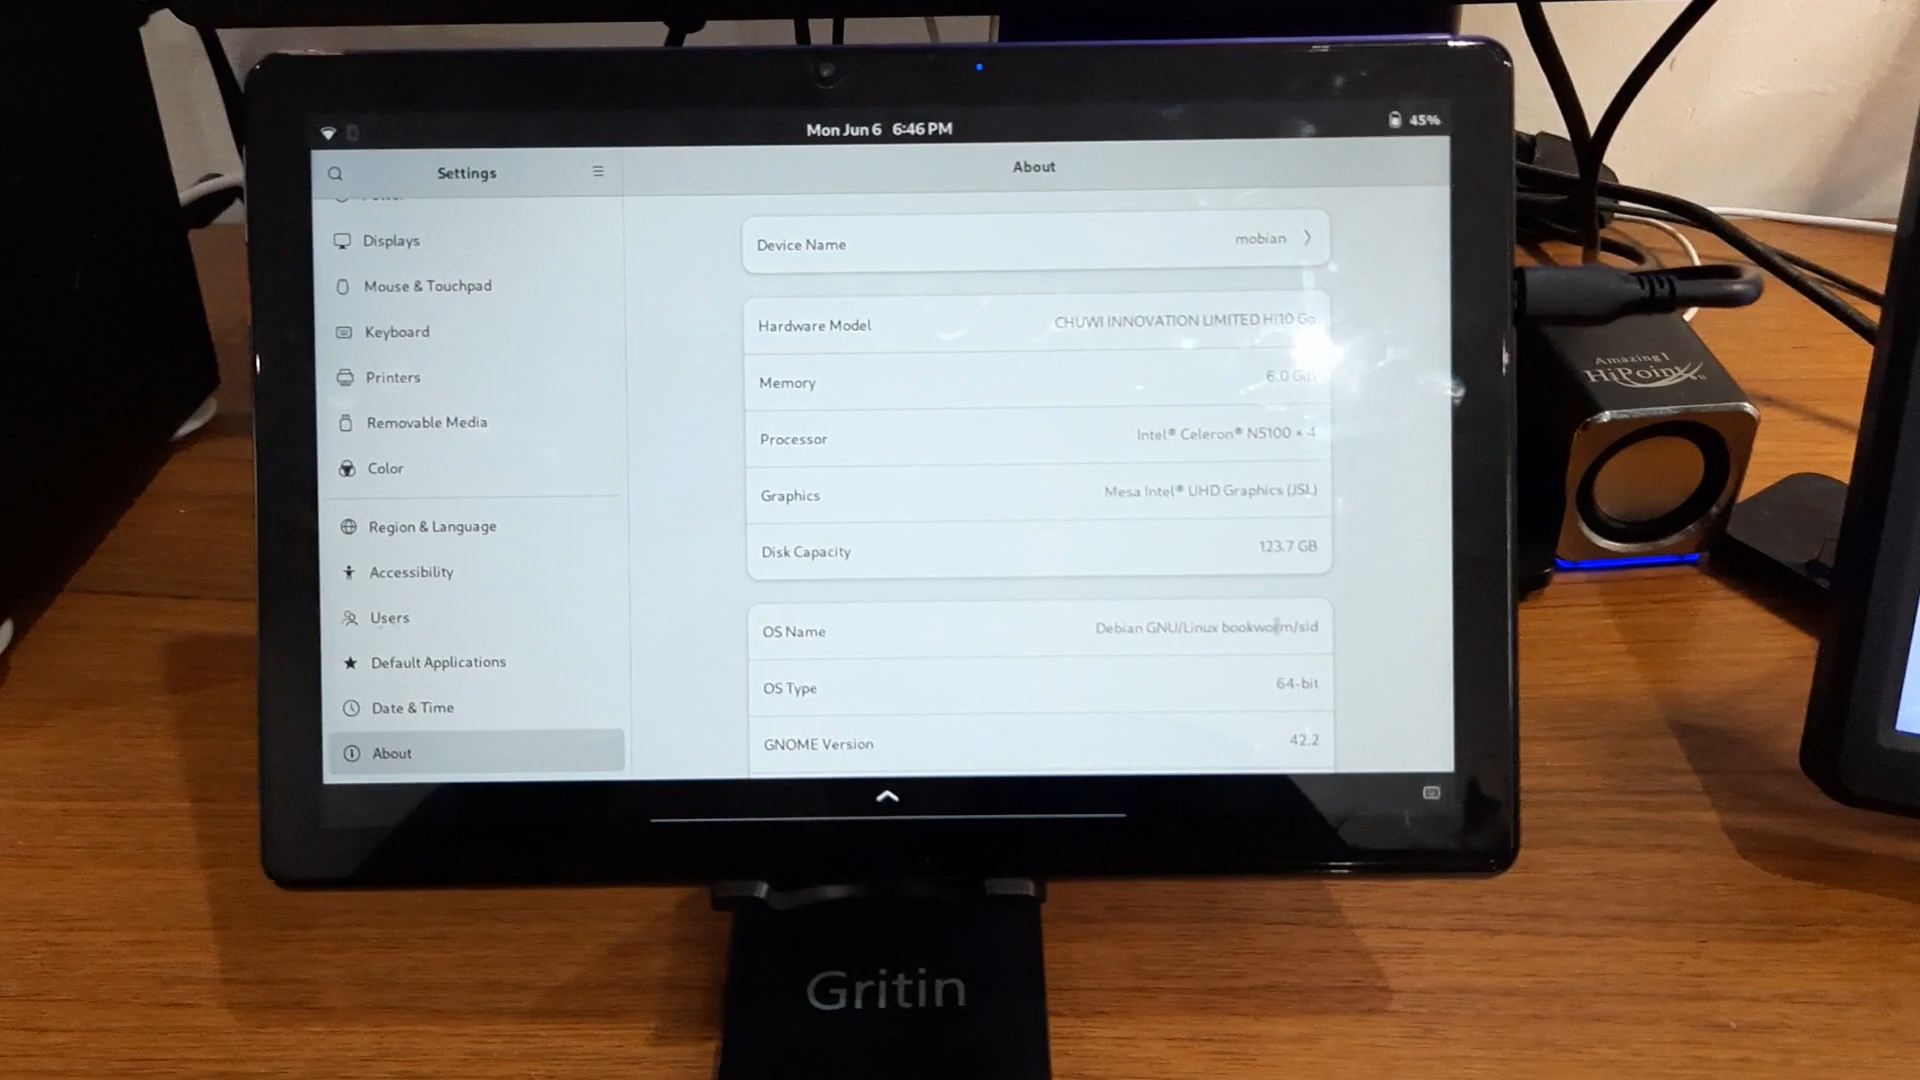 Mon Jun 6 6:46 PM
45%
Settings
About
Displays
Mouse & Touchpad
Keyboard
Printers
Removable Media
Color
Region & Language
Accessibility
Users
Default Applications
Date & Time
About
Device Name mobian
Hardware Model CHUWI INNOVATION LIMITED Hi10 Go
Memory 6.0 GiB
Processor Intel® Celeron® N5100 × 4
Graphics Mesa Intel® UHD Graphics (JSL)
Disk Capacity 123.7 GB
OS Name Debian GNU/Linux bookworm/sid
OS Type 64-bit
GNOME Version 42.2
Amazing!
HiPoint
Gritin